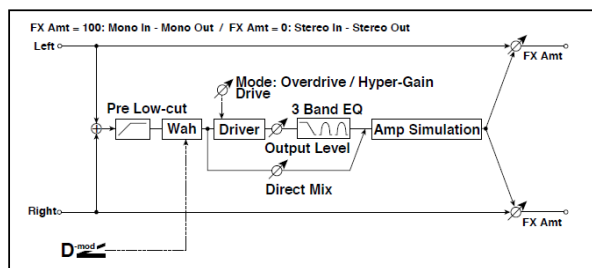 FX Amt = 100: Mono In - Mono Out / FX Amt = 0: Stereo In - Stereo Out
Left
FX Amt
Mode: Overdrive / Hyper-Gain
Drive
Pre Low-cut
3 Band EQ
Wah
Driver
Amp Simulation
Output Level
Direct Mix
Right
FX Amt
D-mod